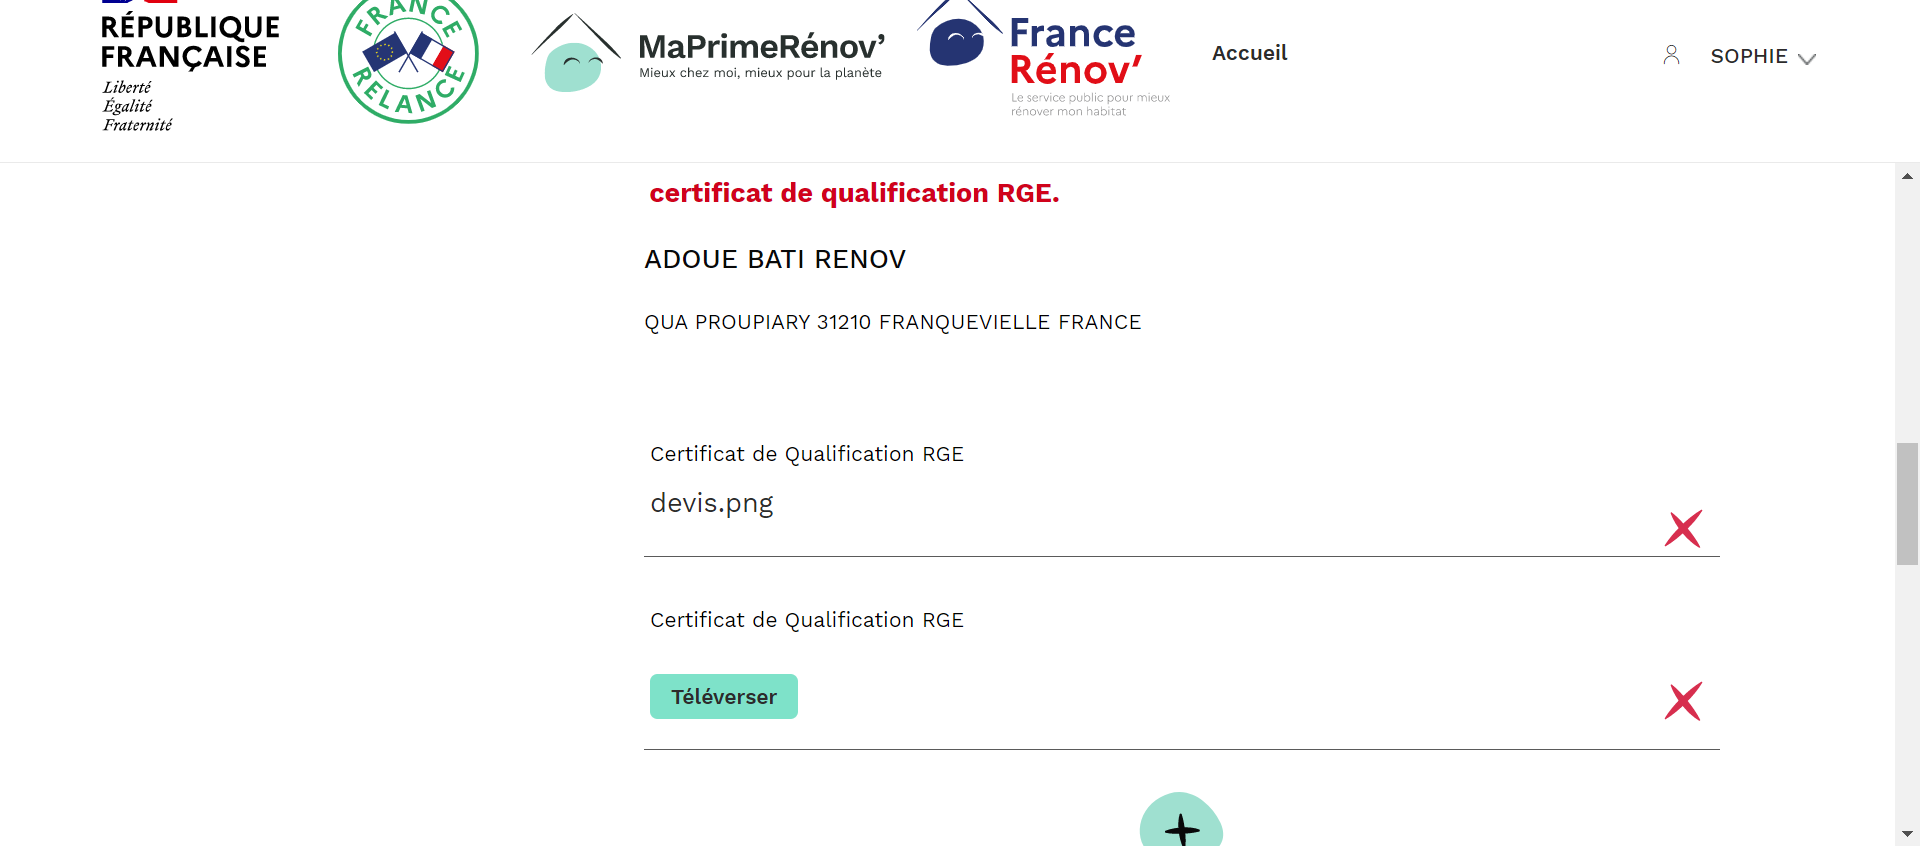 RÉPUBLIQUE
FRANÇAISE
Liberté
Égalité
Fraternité
FRANCE
RELANCE
MaPrimeRénov’
Mieux chez moi, mieux pour la planète
France
Rénov’
Le service public pour mieux
rénover mon habitat
Accueil
SOPHIE
certificat de qualification RGE.
ADOUE BATI RENOV
QUA PROUPIARY 31210 FRANQUEVIELLE FRANCE
Certificat de Qualification RGE
devis.png
Certificat de Qualification RGE
Téléverser